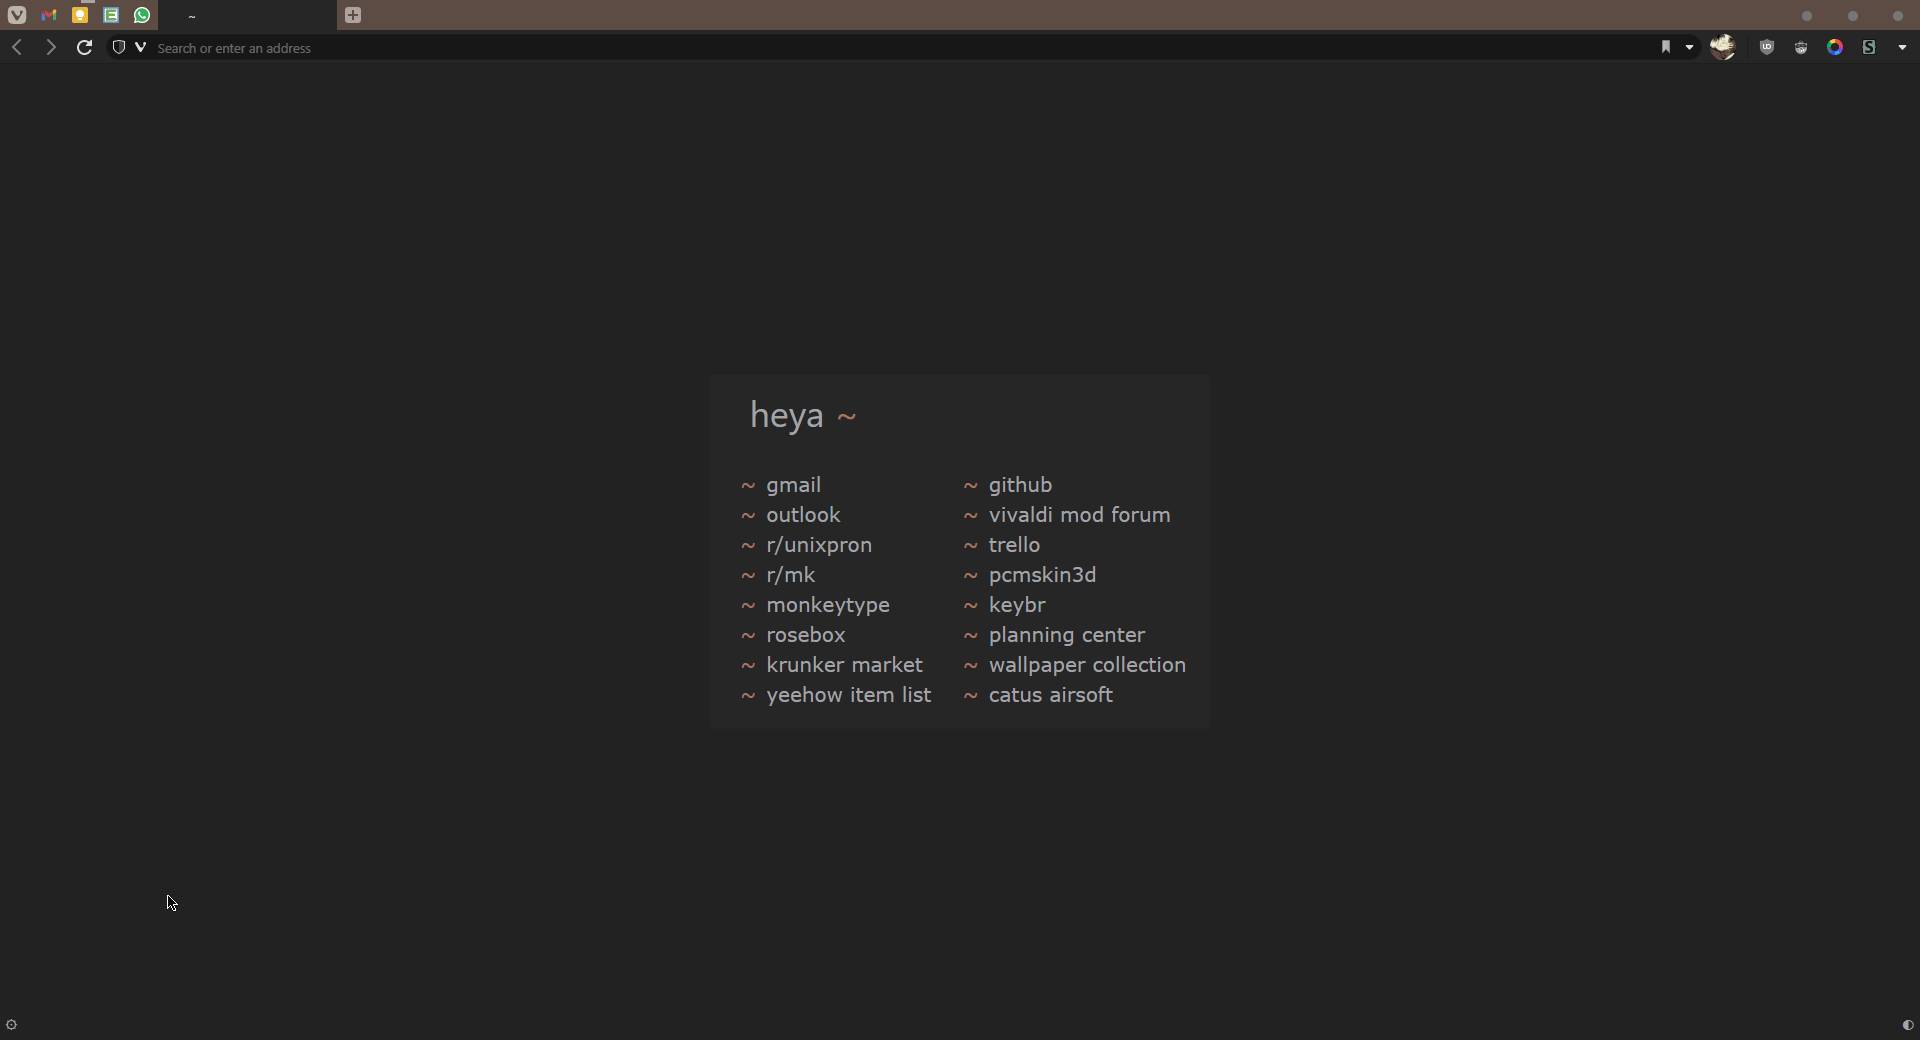 ~
Search or enter an address
heya ~
~ gmail
~ outlook
~ r/unixpron
~ r/mk
~ monkeytype
~ rosebox
~ krunker market
~ yeehow item list
~ github
~ vivaldi mod forum
~ trello
~ pcmskin3d
~ keybr
~ planning center
~ wallpaper collection
~ catus airsoft